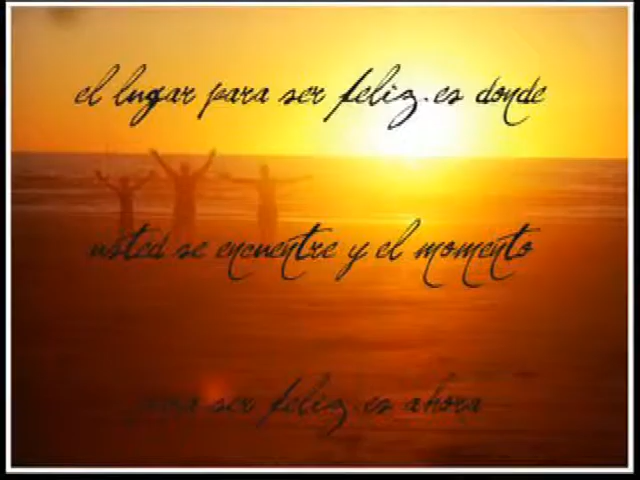 el lugar para ser feliz es donde
usted se encuentre y el momento
para ser feliz es ahora